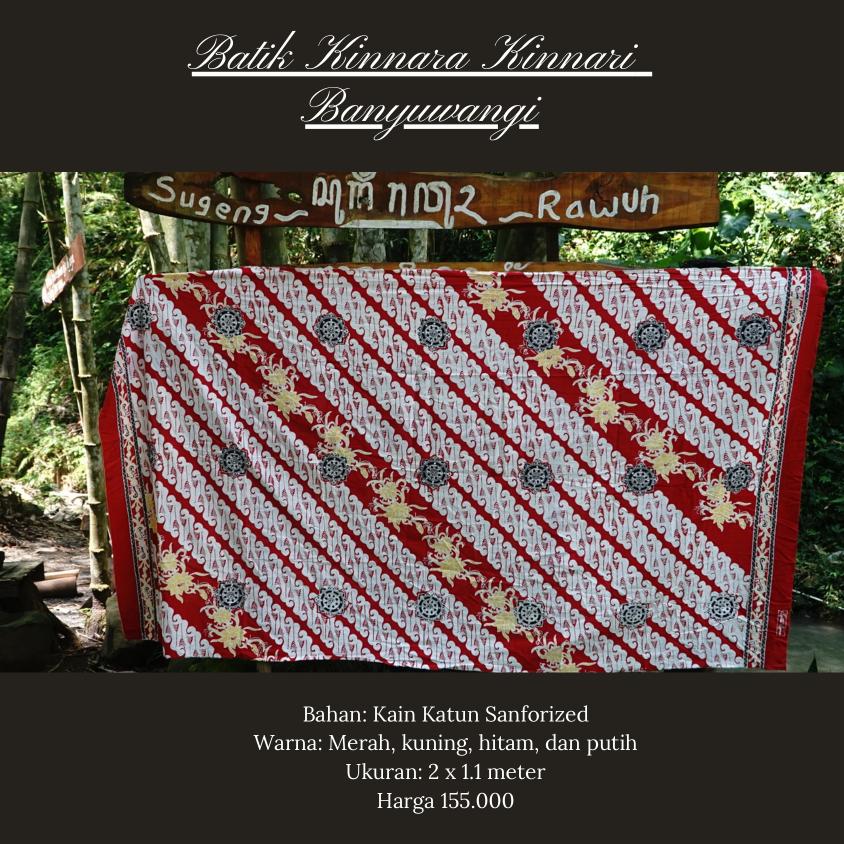 Batik Kinnara Kinnari
Banyuwangi
Sugeng~ ~Rawuh
Bahan: Kain Katun Sanforized
Warna: Merah, kuning, hitam, dan putih
Ukuran: 2 x 1.1 meter
Harga 155.000